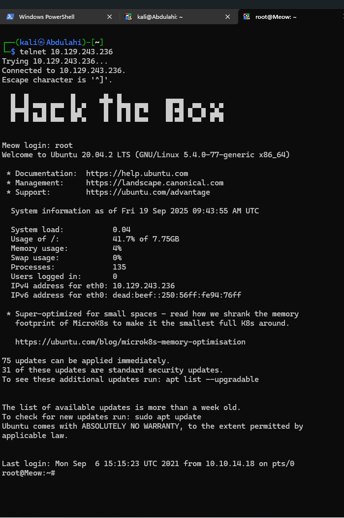 Windows PowerShell
kali@Abdulahi: ~
root@Meow: ~
┌──(kali㉿Abdulahi)-[~]
└─$ telnet 10.129.243.236
Trying 10.129.243.236...
Connected to 10.129.243.236.
Escape character is '^]'.
Hack the Box
Meow login: root
Welcome to Ubuntu 20.04.2 LTS (GNU/Linux 5.4.0-77-generic x86_64)
* Documentation:  https://help.ubuntu.com
* Management:     https://landscape.canonical.com
* Support:        https://ubuntu.com/advantage
System information as of Fri 19 Sep 2025 09:43:55 AM UTC
System load:           0.04
Usage of /:            41.7% of 7.75GB
Memory usage:          4%
Swap usage:            0%
Processes:             135
Users logged in:       0
IPv4 address for eth0: 10.129.243.236
IPv6 address for eth0: dead:beef::250:56ff:fe94:76ff
* Super-optimized for small spaces - read how we shrank the memory
footprint of MicroK8s to make it the smallest full K8s around.
https://ubuntu.com/blog/microk8s-memory-optimisation
75 updates can be applied immediately.
31 of these updates are standard security updates.
To see these additional updates run: apt list --upgradable
The list of available updates is more than a week old.
To check for new updates run: sudo apt update
Ubuntu comes with ABSOLUTELY NO WARRANTY, to the extent permitted by
applicable law.
Last login: Mon Sep  6 15:15:23 UTC 2021 from 10.10.14.18 on pts/0
root@Meow:~#